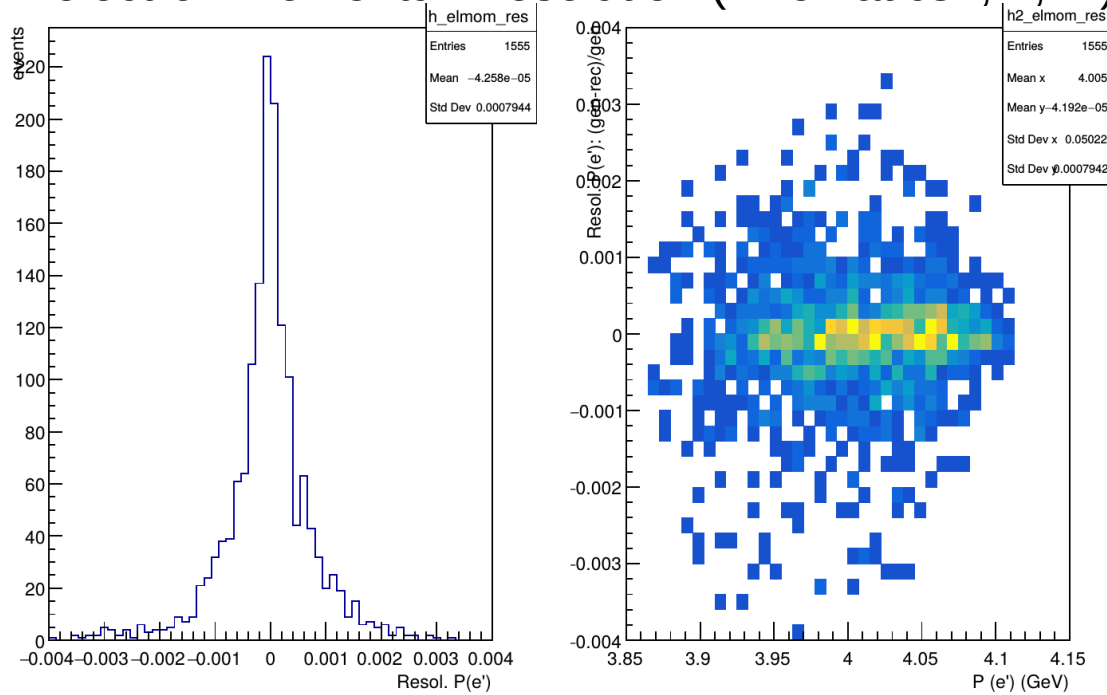 h_elmom_res
Entries 1555
Mean −4.258e−05
Std Dev 0.0007944
events
220
200
180
160
140
120
100
80
60
40
20
0
−0.004 −0.003 −0.002 −0.001 0 0.001 0.002 0.003 0.004
Resol. P(e')
h2_elmom_res
Entries 1555
Mean x 4.005
Mean y −4.192e−05
Std Dev x 0.05022
Std Dev y 0.0007942
Resol. P(e'): (gen-rec)/gen
0.004
0.003
0.002
0.001
0
−0.001
-0.002
-0.003
-0.004
3.85 3.9 3.95 4 4.05 4.1 4.15
P (e') (GeV)